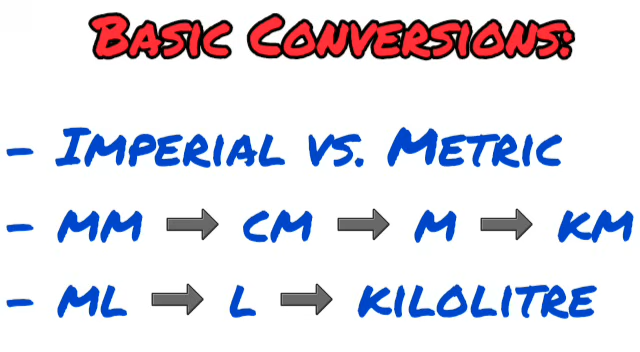 Basic Conversions:
- Imperial vs. Metric
- mm ➡ cm ➡ m ➡ km
- mL ➡ L ➡ kilolitre